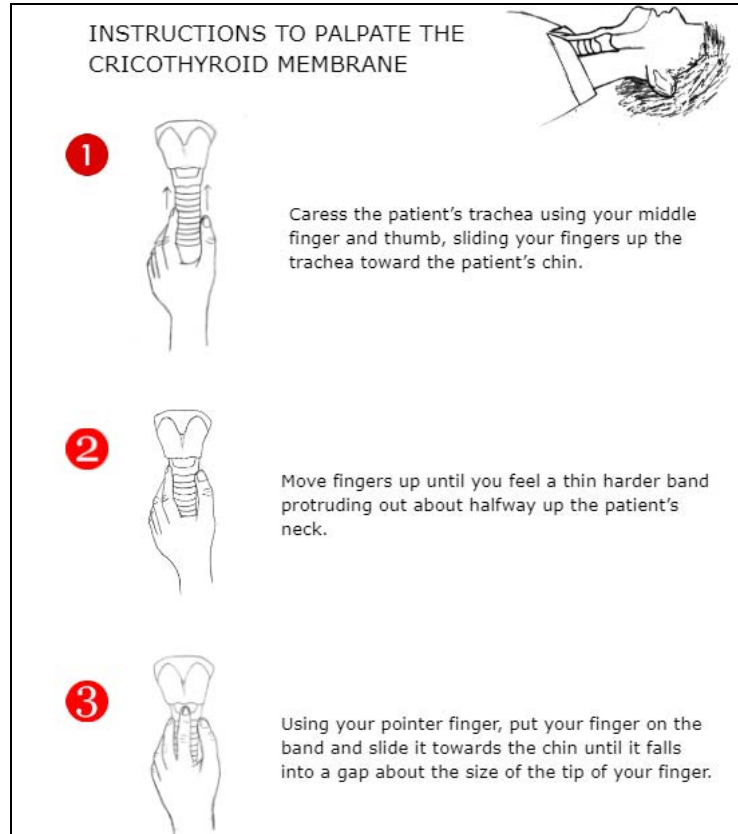 INSTRUCTIONS TO PALPATE THE
CRICOTHYROID MEMBRANE
1
Caress the patient’s trachea using your middle
finger and thumb, sliding your fingers up the
trachea toward the patient’s chin.
2
Move fingers up until you feel a thin harder band
protruding out about halfway up the patient’s
neck.
3
Using your pointer finger, put your finger on the
band and slide it towards the chin until it falls
into a gap about the size of the tip of your finger.